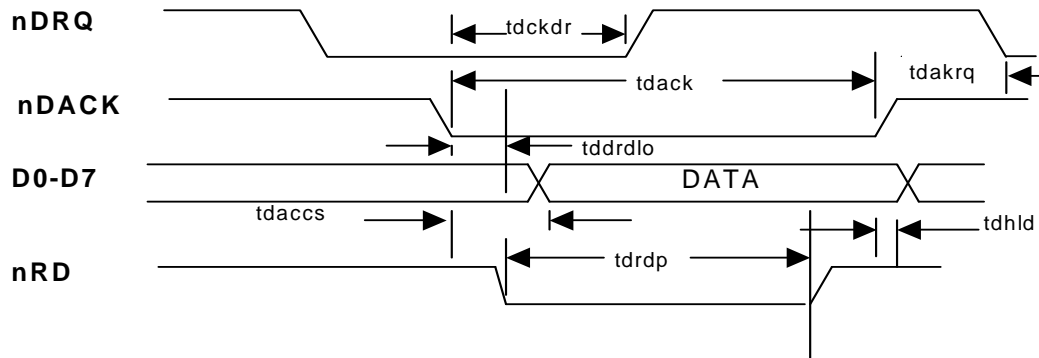 nDRQ
tdckdr
tdack
tdakrq
nDACK
tddrdlo
D0-D7
DATA
tdaccs
tdhld
tdrdp
nRD